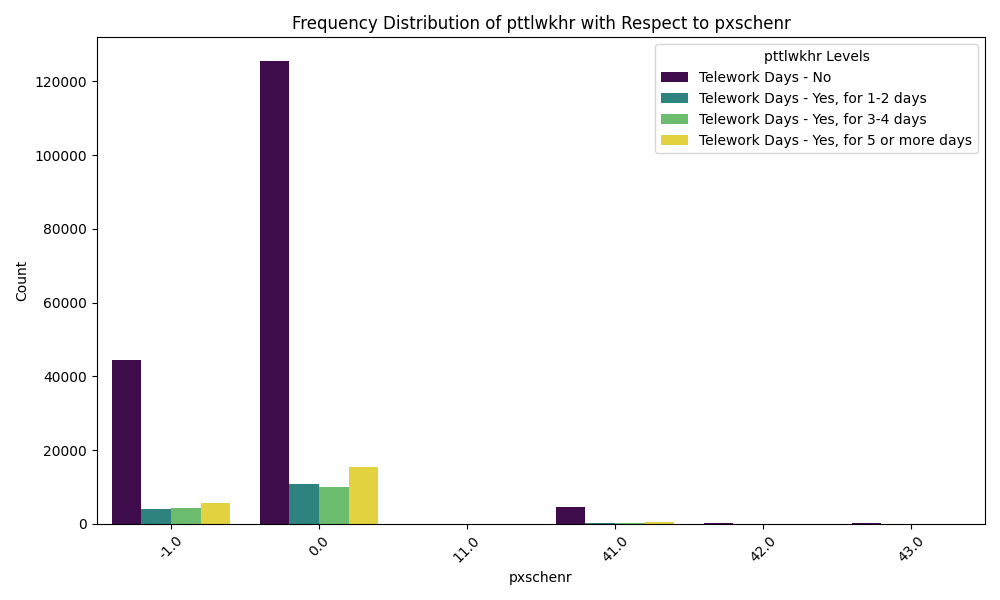 Frequency Distribution of pttlwkhr with Respect to pxschenr
pttlwkhr Levels
Telework Days - No
Telework Days - Yes, for 1-2 days
Telework Days - Yes, for 3-4 days
Telework Days - Yes, for 5 or more days
Count
120000
100000
80000
60000
40000
20000
0
-1.0
0.0
11.0
41.0
42.0
43.0
pxschenr